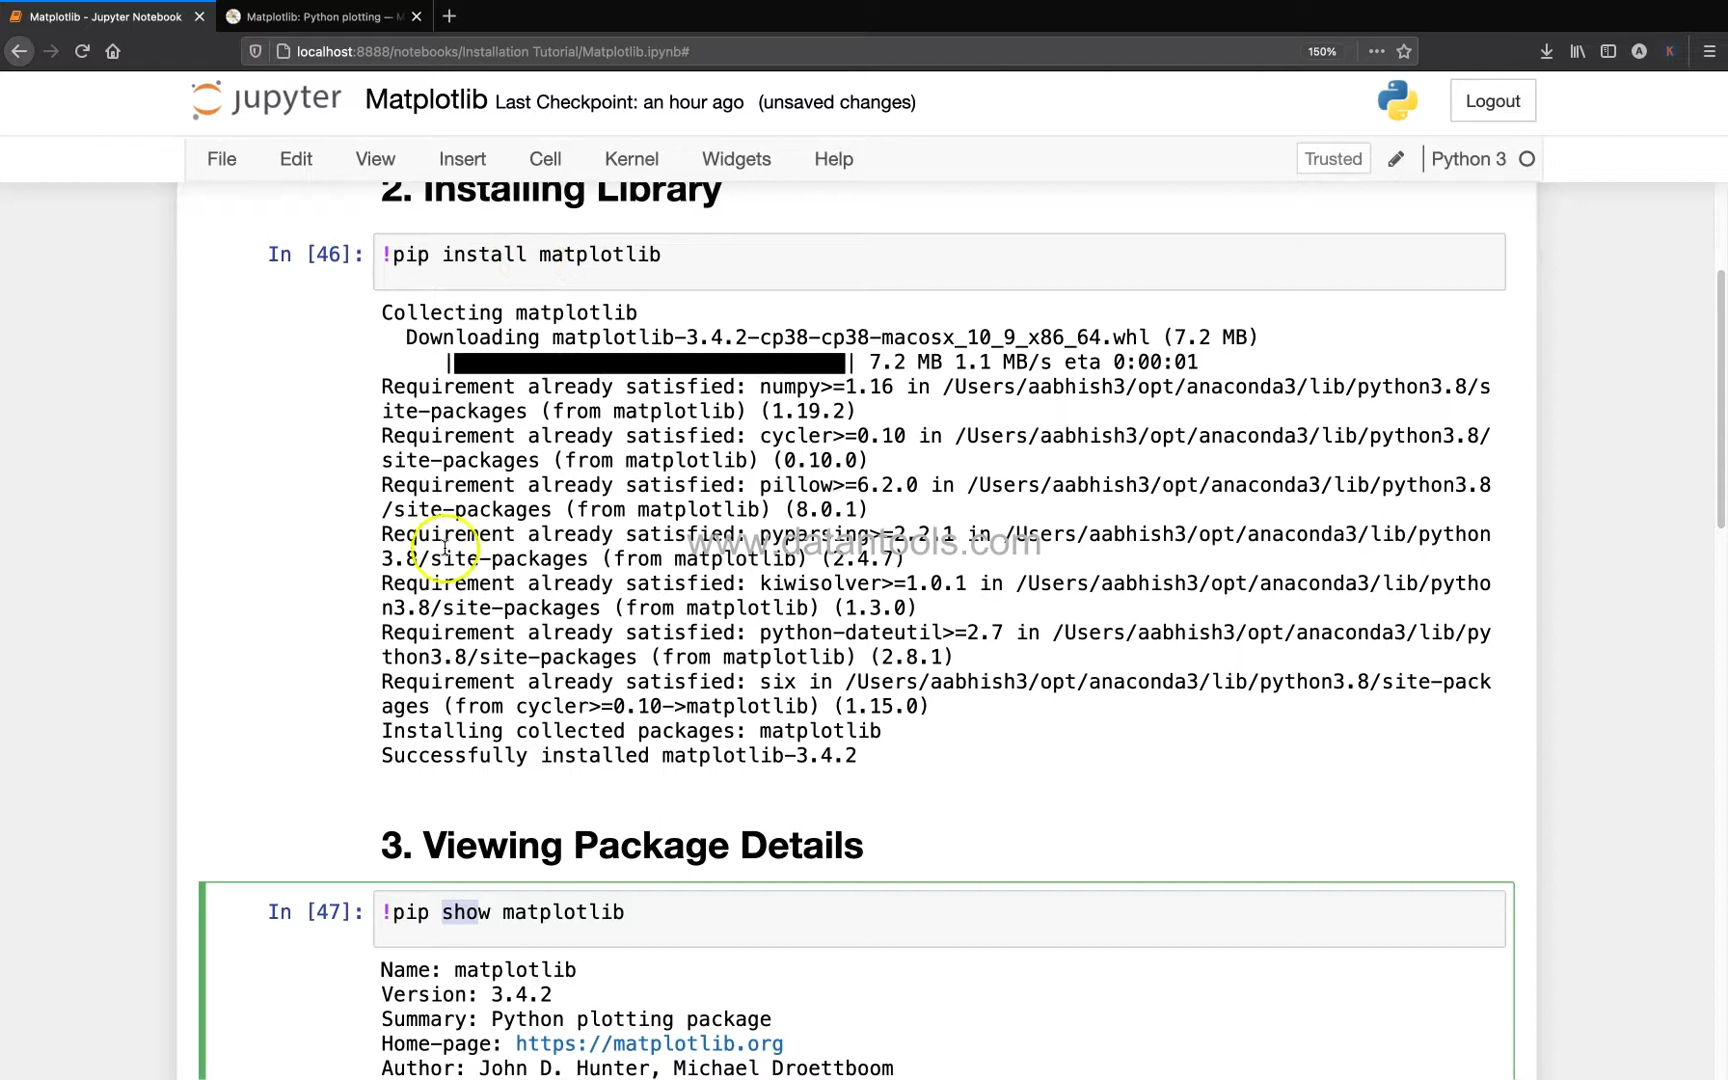 Matplotlib - Jupyter Notebook
Matplotlib: Python plotting — M
localhost:8888/notebooks/Installation Tutorial/Matplotlib.ipynb#
150%
jupyter Matplotlib Last Checkpoint: an hour ago (unsaved changes)
Logout
File Edit View Insert Cell Kernel Widgets Help
Trusted
Python 3
2. Installing Library
In [46]: !pip install matplotlib
Collecting matplotlib
Downloading matplotlib-3.4.2-cp38-cp38-macosx_10_9_x86_64.whl (7.2 MB)
| | 7.2 MB 1.1 MB/s eta 0:00:01
Requirement already satisfied: numpy>=1.16 in /Users/aabhish3/opt/anaconda3/lib/python3.8/s
ite-packages (from matplotlib) (1.19.2)
Requirement already satisfied: cycler>=0.10 in /Users/aabhish3/opt/anaconda3/lib/python3.8/
site-packages (from matplotlib) (0.10.0)
Requirement already satisfied: pillow>=6.2.0 in /Users/aabhish3/opt/anaconda3/lib/python3.8
/site-packages (from matplotlib) (8.0.1)
Requirement already satisfied: pyparsing>=2.2.1 in /Users/aabhish3/opt/anaconda3/lib/python
www.datantools.com
3.8/site-packages (from matplotlib) (2.4.7)
Requirement already satisfied: kiwisolver>=1.0.1 in /Users/aabhish3/opt/anaconda3/lib/pytho
n3.8/site-packages (from matplotlib) (1.3.0)
Requirement already satisfied: python-dateutil>=2.7 in /Users/aabhish3/opt/anaconda3/lib/py
thon3.8/site-packages (from matplotlib) (2.8.1)
Requirement already satisfied: six in /Users/aabhish3/opt/anaconda3/lib/python3.8/site-pack
ages (from cycler>=0.10->matplotlib) (1.15.0)
Installing collected packages: matplotlib
Successfully installed matplotlib-3.4.2
3. Viewing Package Details
In [47]: !pip show matplotlib
Name: matplotlib
Version: 3.4.2
Summary: Python plotting package
Home-page: https://matplotlib.org
Author: John D. Hunter, Michael Droettboom